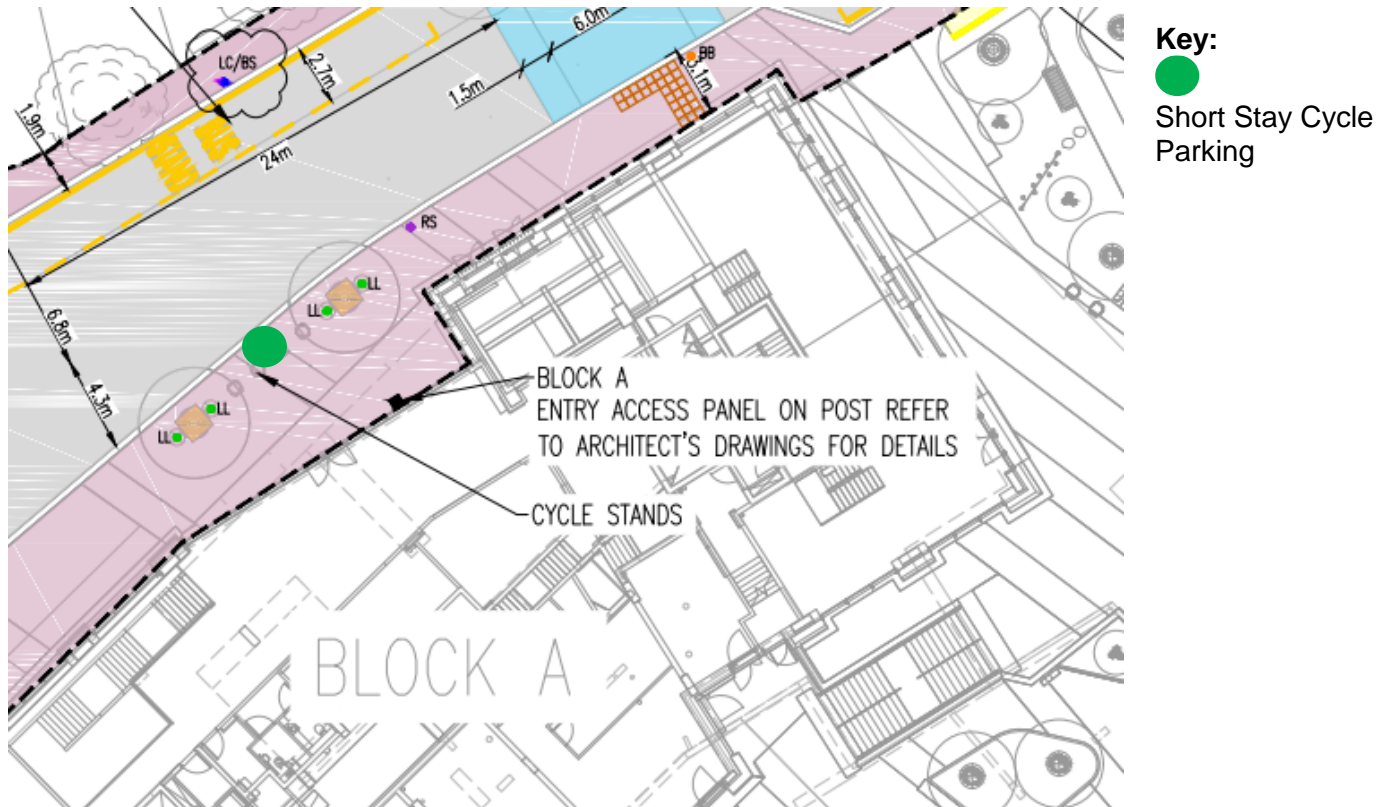 Key:
Short Stay Cycle
Parking
LC/BS
2.7m
6.0m
BB
1.5m
3.1m
1.9m
24m
RS
LL
LL
6.8m
4.3m
LL
LL
BLOCK A
ENTRY ACCESS PANEL ON POST REFER
TO ARCHITECT'S DRAWINGS FOR DETAILS
CYCLE STANDS
BLOCK A